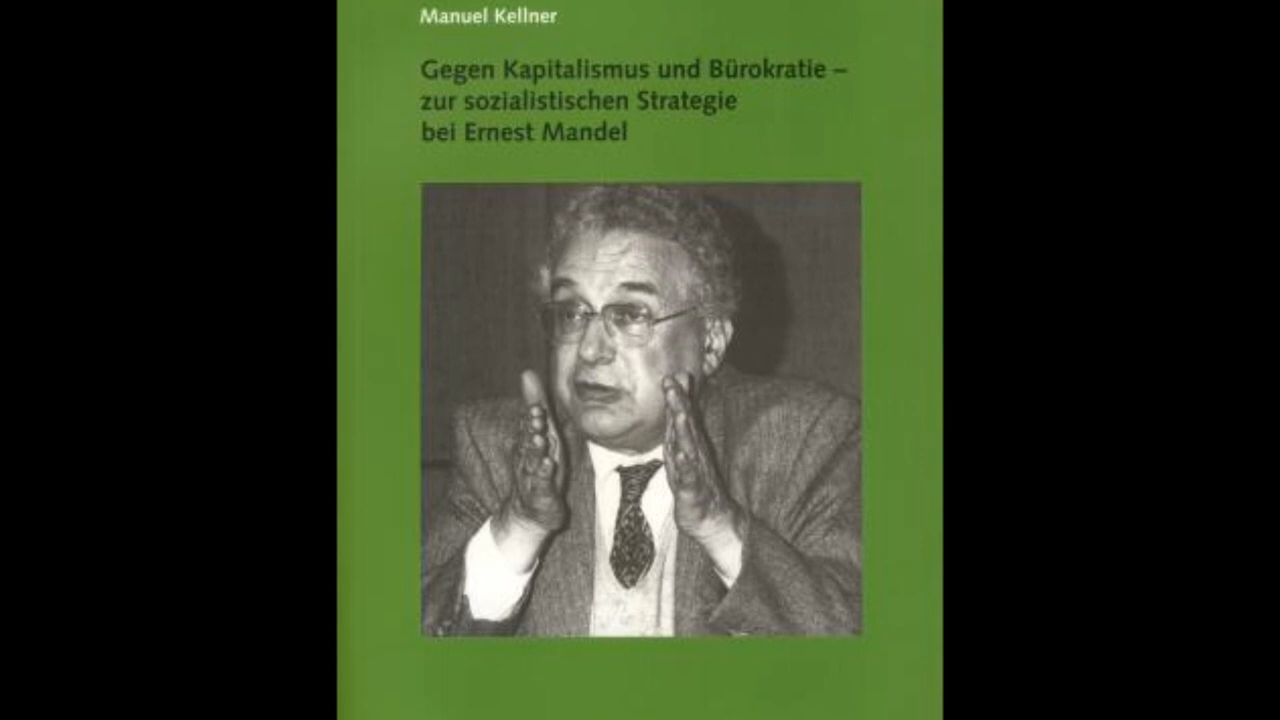 Manuel Kellner
Gegen Kapitalismus und Bürokratie –
zur sozialistischen Strategie
bei Ernest Mandel